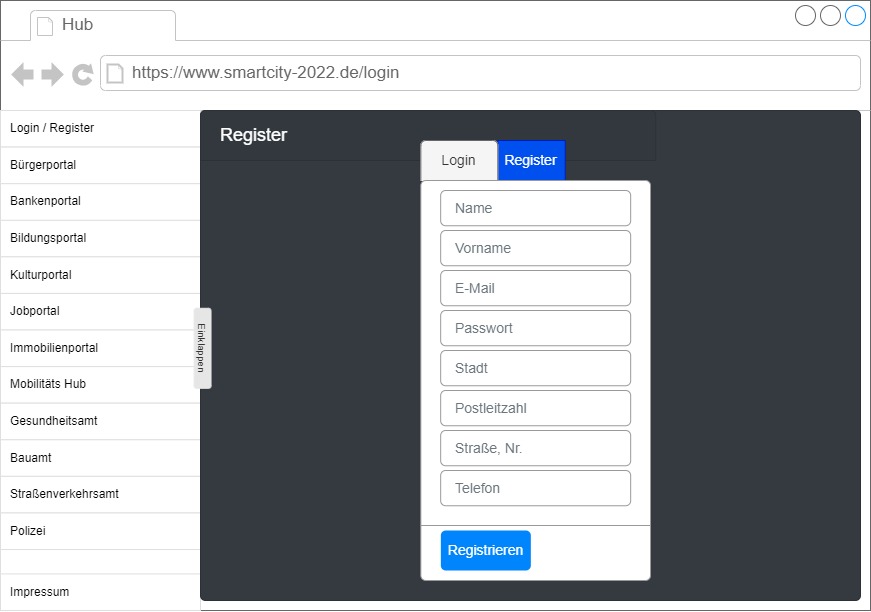 Hub
https://www.smartcity-2022.de/login
Login / Register
Bürgerportal
Bankenportal
Bildungsportal
Kulturportal
Jobportal
Immobilienportal
Mobilitäts Hub
Gesundheitsamt
Bauamt
Straßenverkehrsamt
Polizei
Impressum
Einklappen
Register
Login
Register
Name
Vorname
E-Mail
Passwort
Stadt
Postleitzahl
Straße, Nr.
Telefon
Registrieren